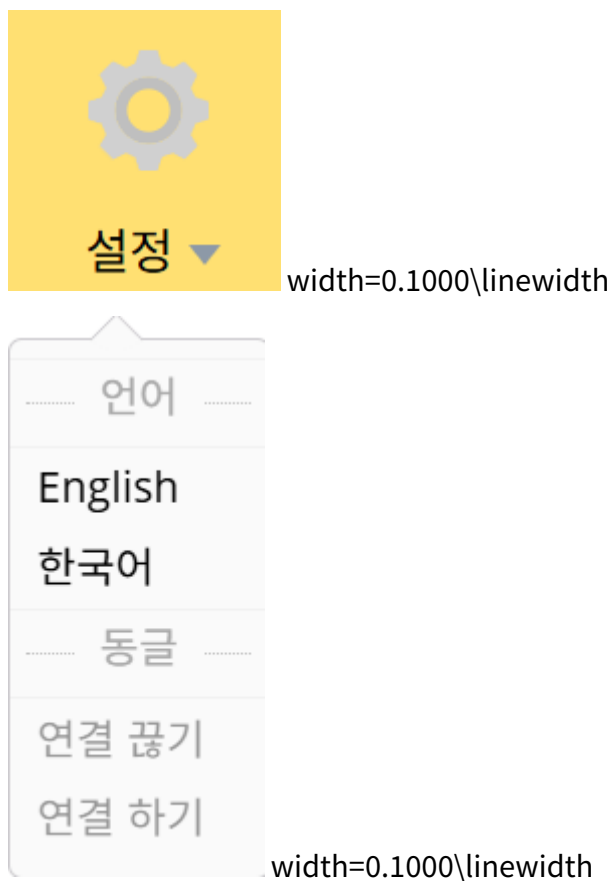 설정
width=0.1000\linewidth
언어
English
한국어
동글
연결 끊기
연결 하기
width=0.1000\linewidth